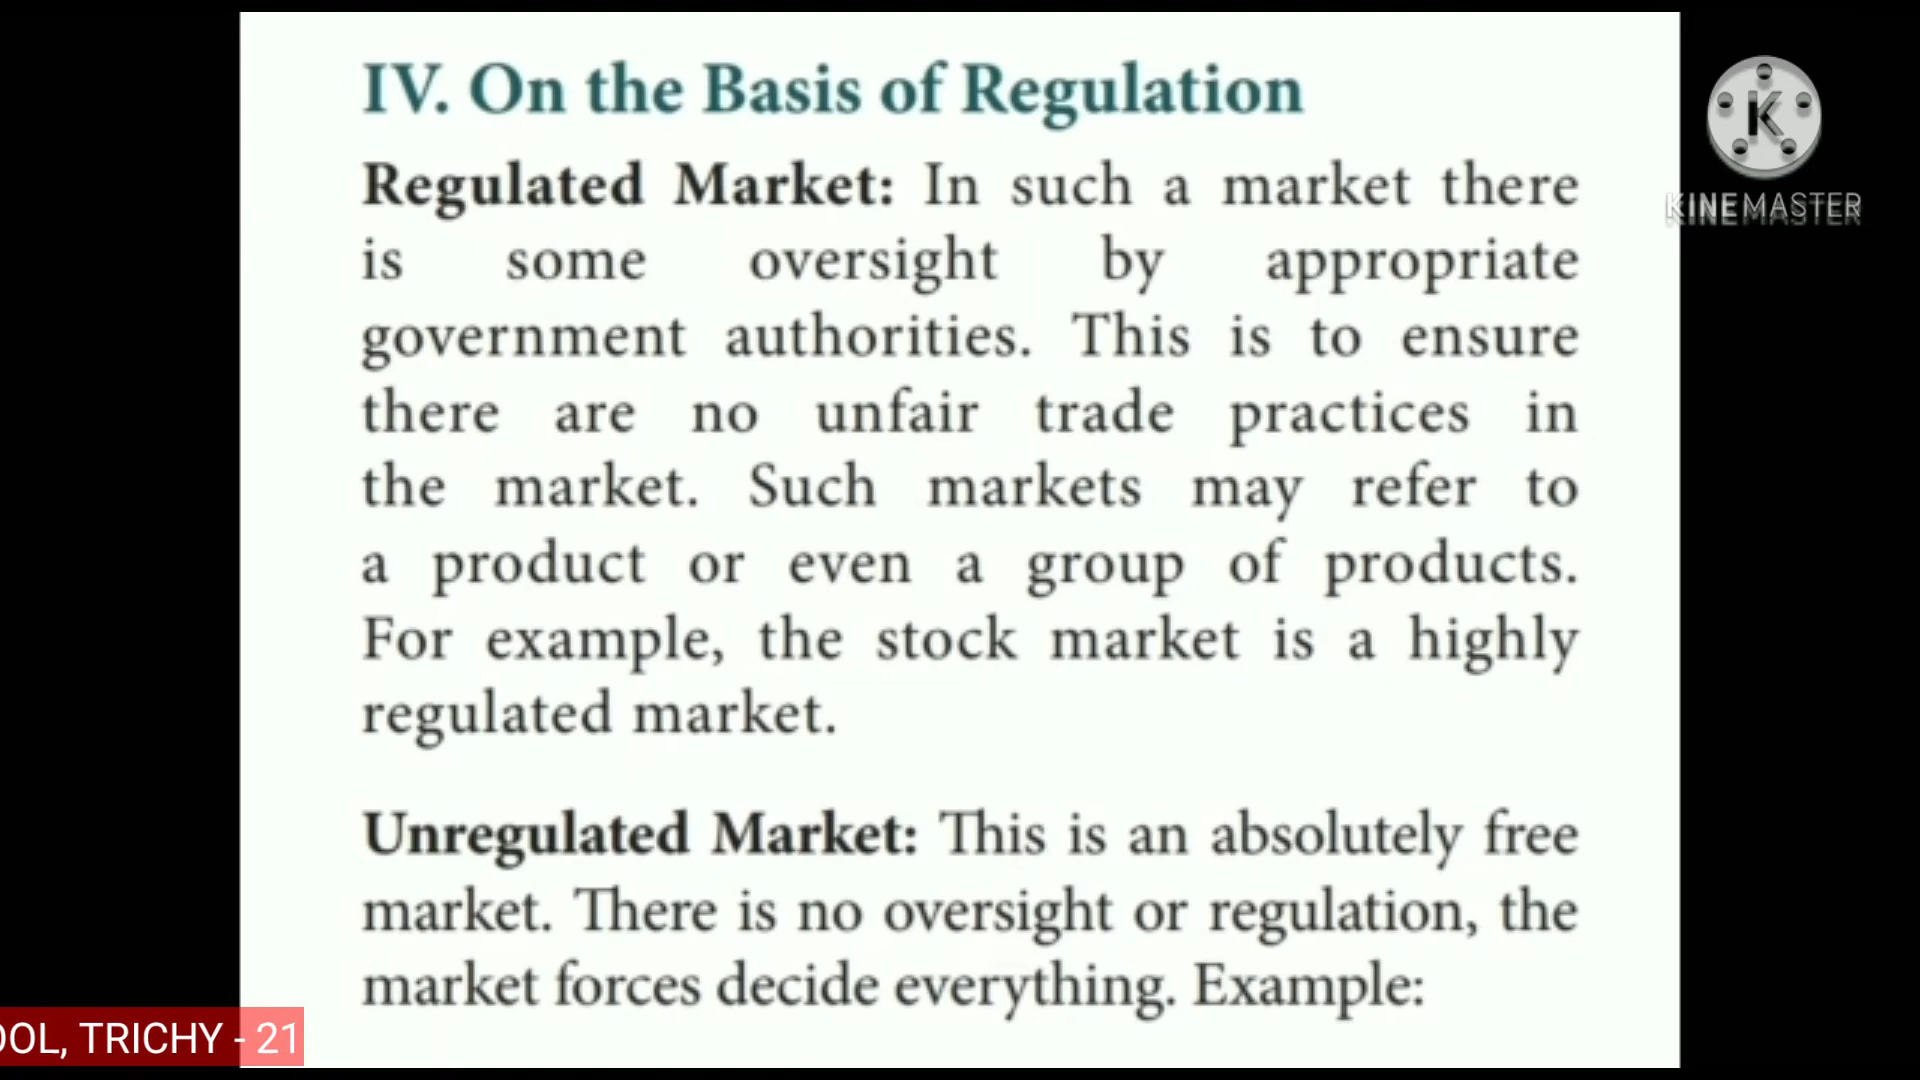 IV. On the Basis of Regulation
Regulated Market: In such a market there
is some oversight by appropriate
government authorities. This is to ensure
there are no unfair trade practices in
the market. Such markets may refer to
a product or even a group of products.
For example, the stock market is a highly
regulated market.
Unregulated Market: This is an absolutely free
market. There is no oversight or regulation, the
market forces decide everything. Example:
K
KINEMASTER
OOL, TRICHY - 21